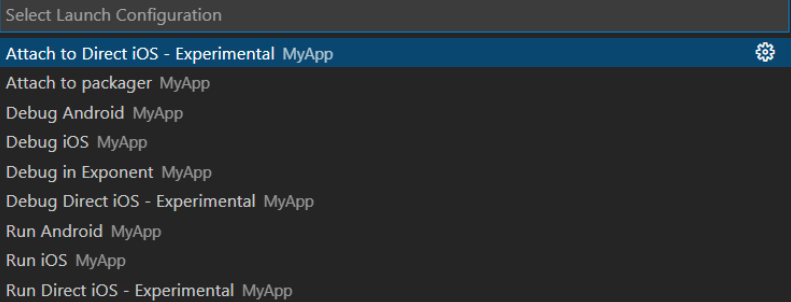 Select Launch Configuration
Attach to Direct iOS - Experimental MyApp
Attach to packager MyApp
Debug Android MyApp
Debug iOS MyApp
Debug in Exponent MyApp
Debug Direct iOS - Experimental MyApp
Run Android MyApp
Run iOS MyApp
Run Direct iOS - Experimental MyApp